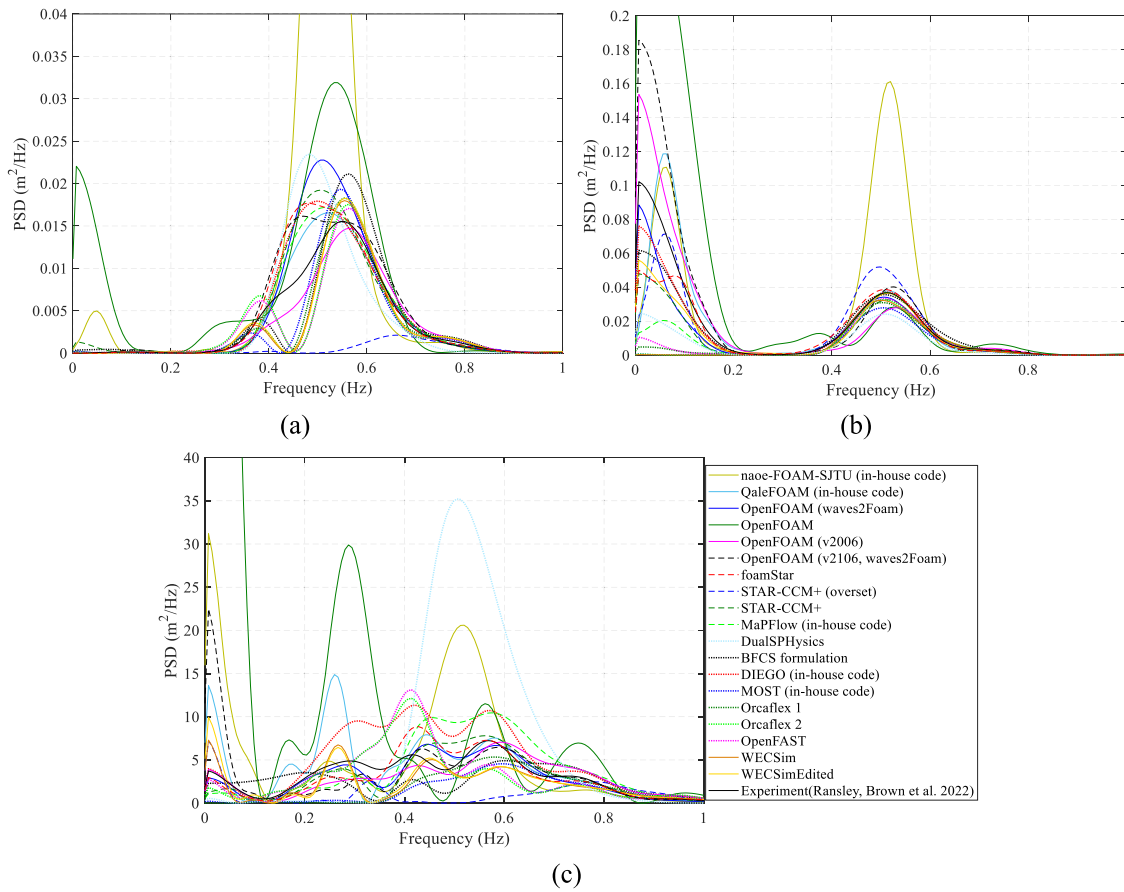 0.04
0.035
0.03
0.025
0.02
0.015
0.01
0.005
0
PSD (m²/Hz)
0 0.2 0.4 0.6 0.8 1
Frequency (Hz)
(a)
0.2
0.18
0.16
0.14
0.12
0.1
0.08
0.06
0.04
0.02
0
PSD (m²/Hz)
0 0.2 0.4 0.6 0.8
Frequency (Hz)
(b)
40
35
30
25
20
15
10
5
0
PSD (m²/Hz)
0 0.2 0.4 0.6 0.8 1
Frequency (Hz)
naoe-FOAM-SJTU (in-house code)
QaleFOAM (in-house code)
OpenFOAM (waves2Foam)
OpenFOAM
OpenFOAM (v2006)
OpenFOAM (v2106, waves2Foam)
foamStar
STAR-CCM+ (overset)
STAR-CCM+
MaPFlow (in-house code)
DualSPHysics
BFCS formulation
DIEGO (in-house code)
MOST (in-house code)
Orcaflex 1
Orcaflex 2
OpenFAST
WECSim
WECSimEdited
Experiment(Ransley, Brown et al. 2022)
(c)